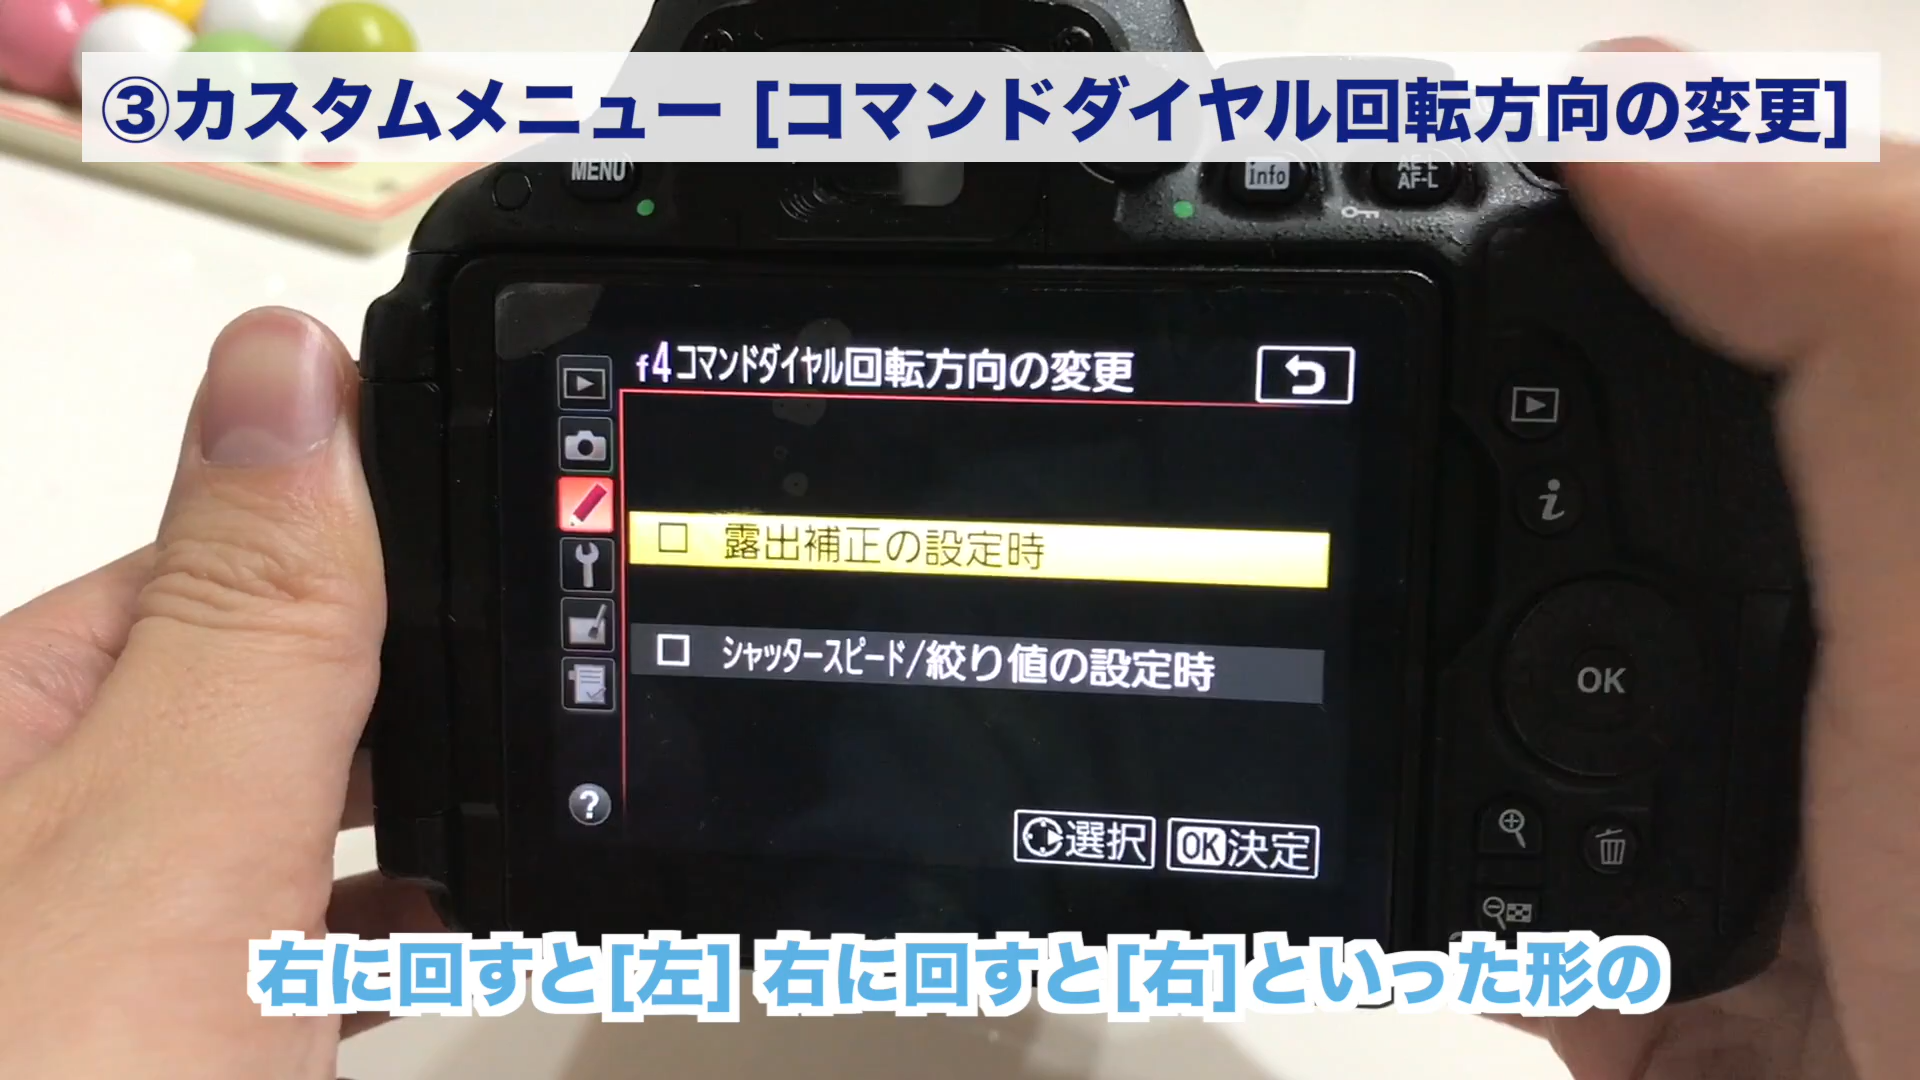 ③カスタムメニュー [コマンドダイヤル回転方向の変更]
MENU
info
AE-L
AF-L
f4コマンドダイヤル回転方向の変更
露出補正の設定時
シャッタースピード/絞り値の設定時
i
OK
?
選択
OK決定
右に回すと[左] 右に回すと[右]といった形の